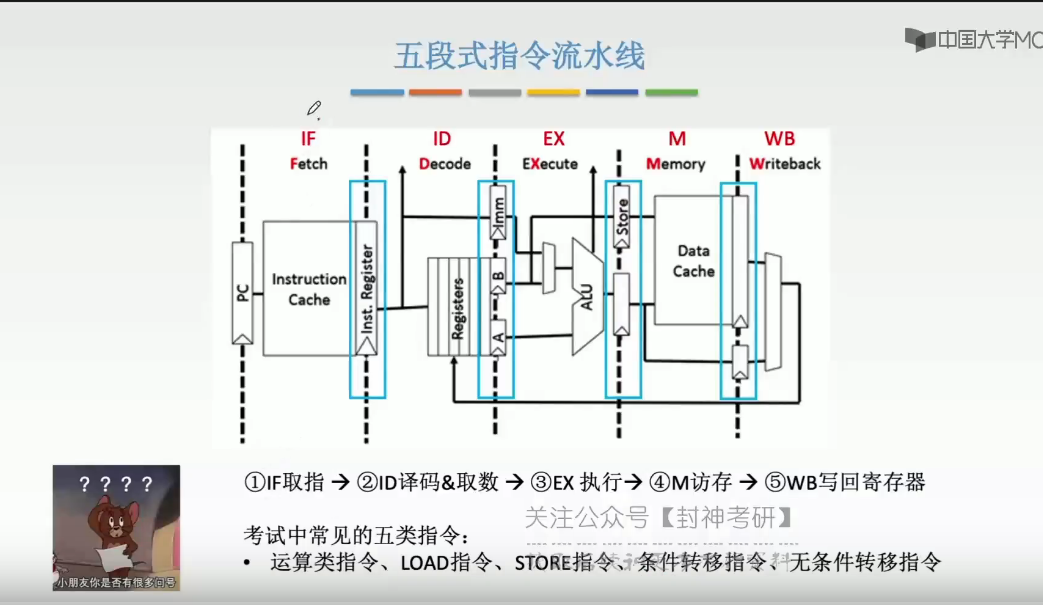 中国大学MO
五段式指令流水线
IF ID EX M WB
Fetch Decode EXecute Memory Writeback
PC
Instruction
Cache
Inst. Register
Registers
Imm
B
A
ALU
Store
Data
Cache
①IF取指 → ②ID译码&取数 → ③EX 执行→ ④M访存 → ⑤WB写回寄存器
关注公众号【封神考研】
考试中常见的五类指令：
• 运算类指令、LOAD指令、STORE指令、条件转移指令、无条件转移指令
? ? ? ?
小朋友你是否有很多问号